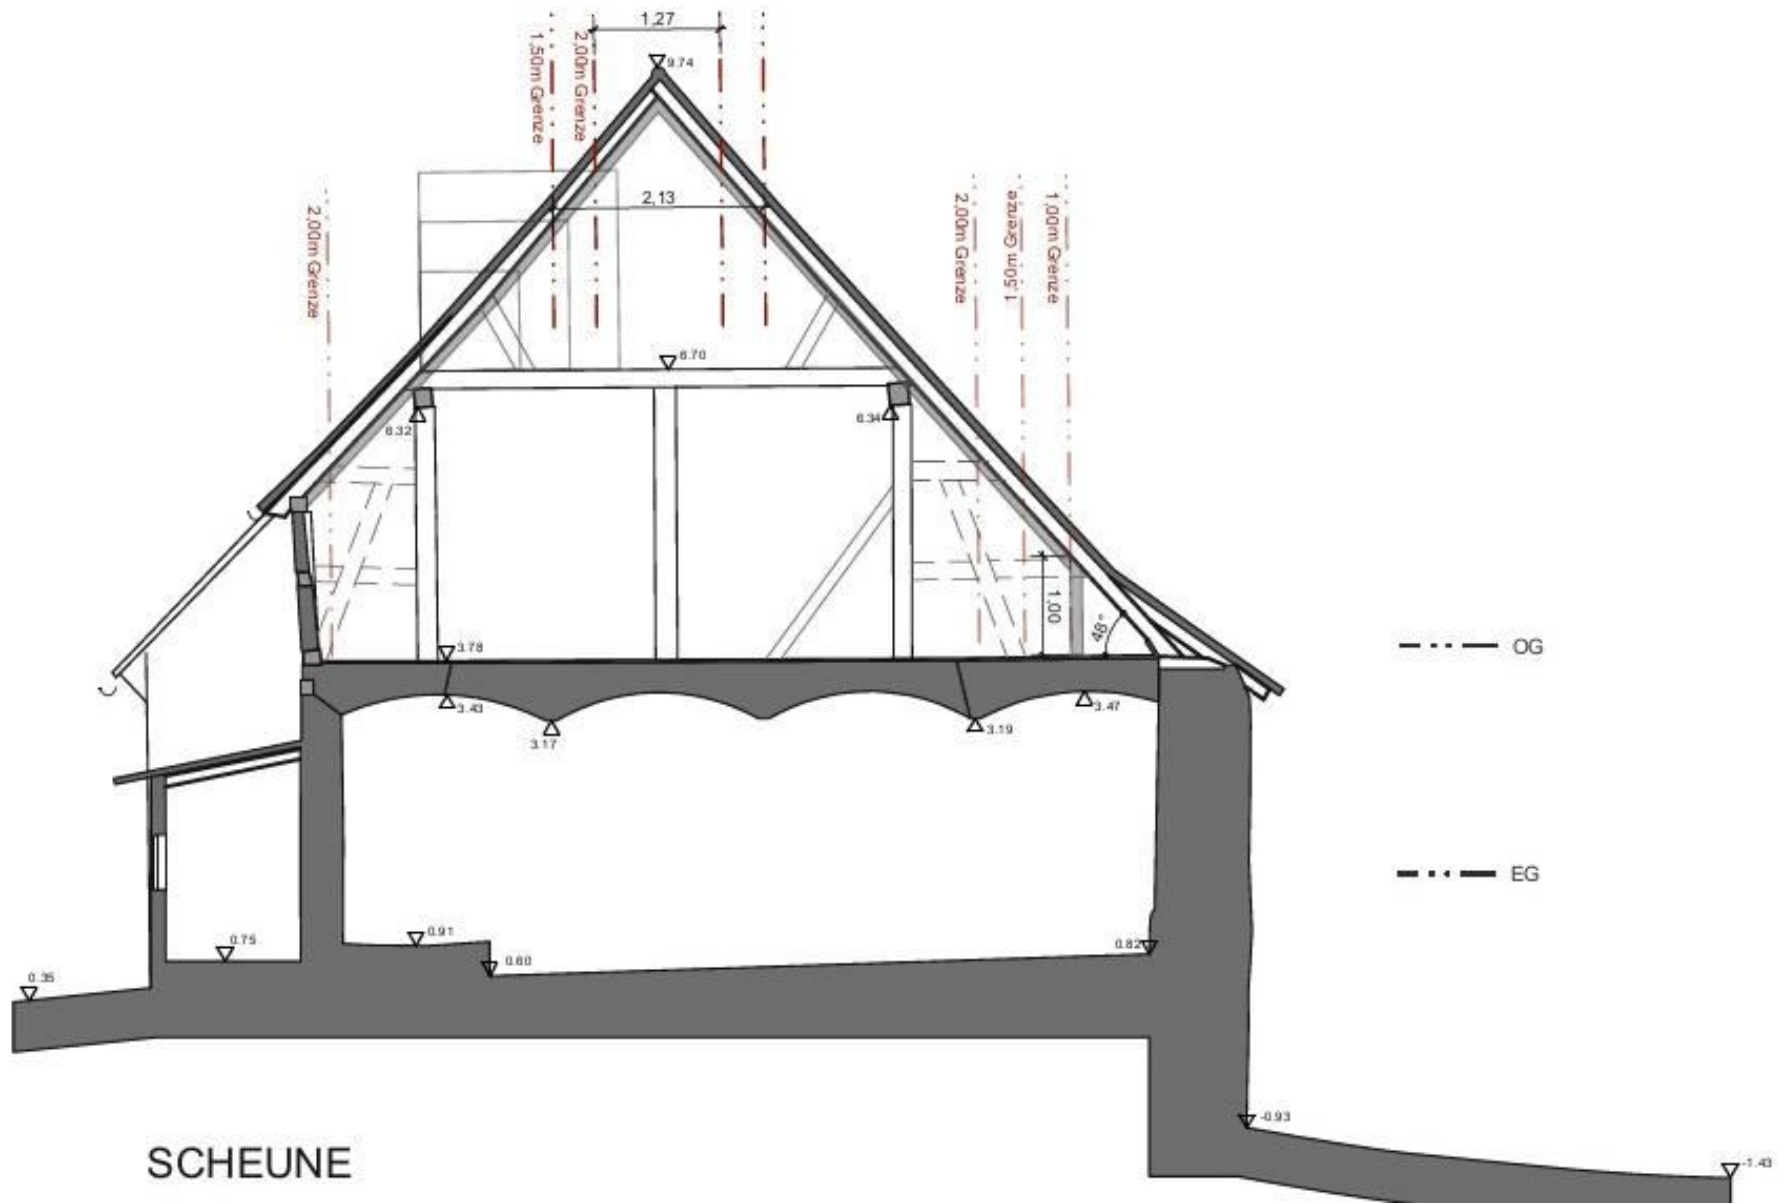 1,27
1,50m Grenze
2,00m Grenze
9.74
2,13
2,00m Grenze
2,00m Grenze
1,50m Grenze
1,00m Grenze
6.70
6.32
6.34
1,00
48°
3.78
OG
3.43
3.17
3.19
3.47
EG
0.75
0.91
0.60
0.82
0.35
-0.93
-1.43
SCHEUNE